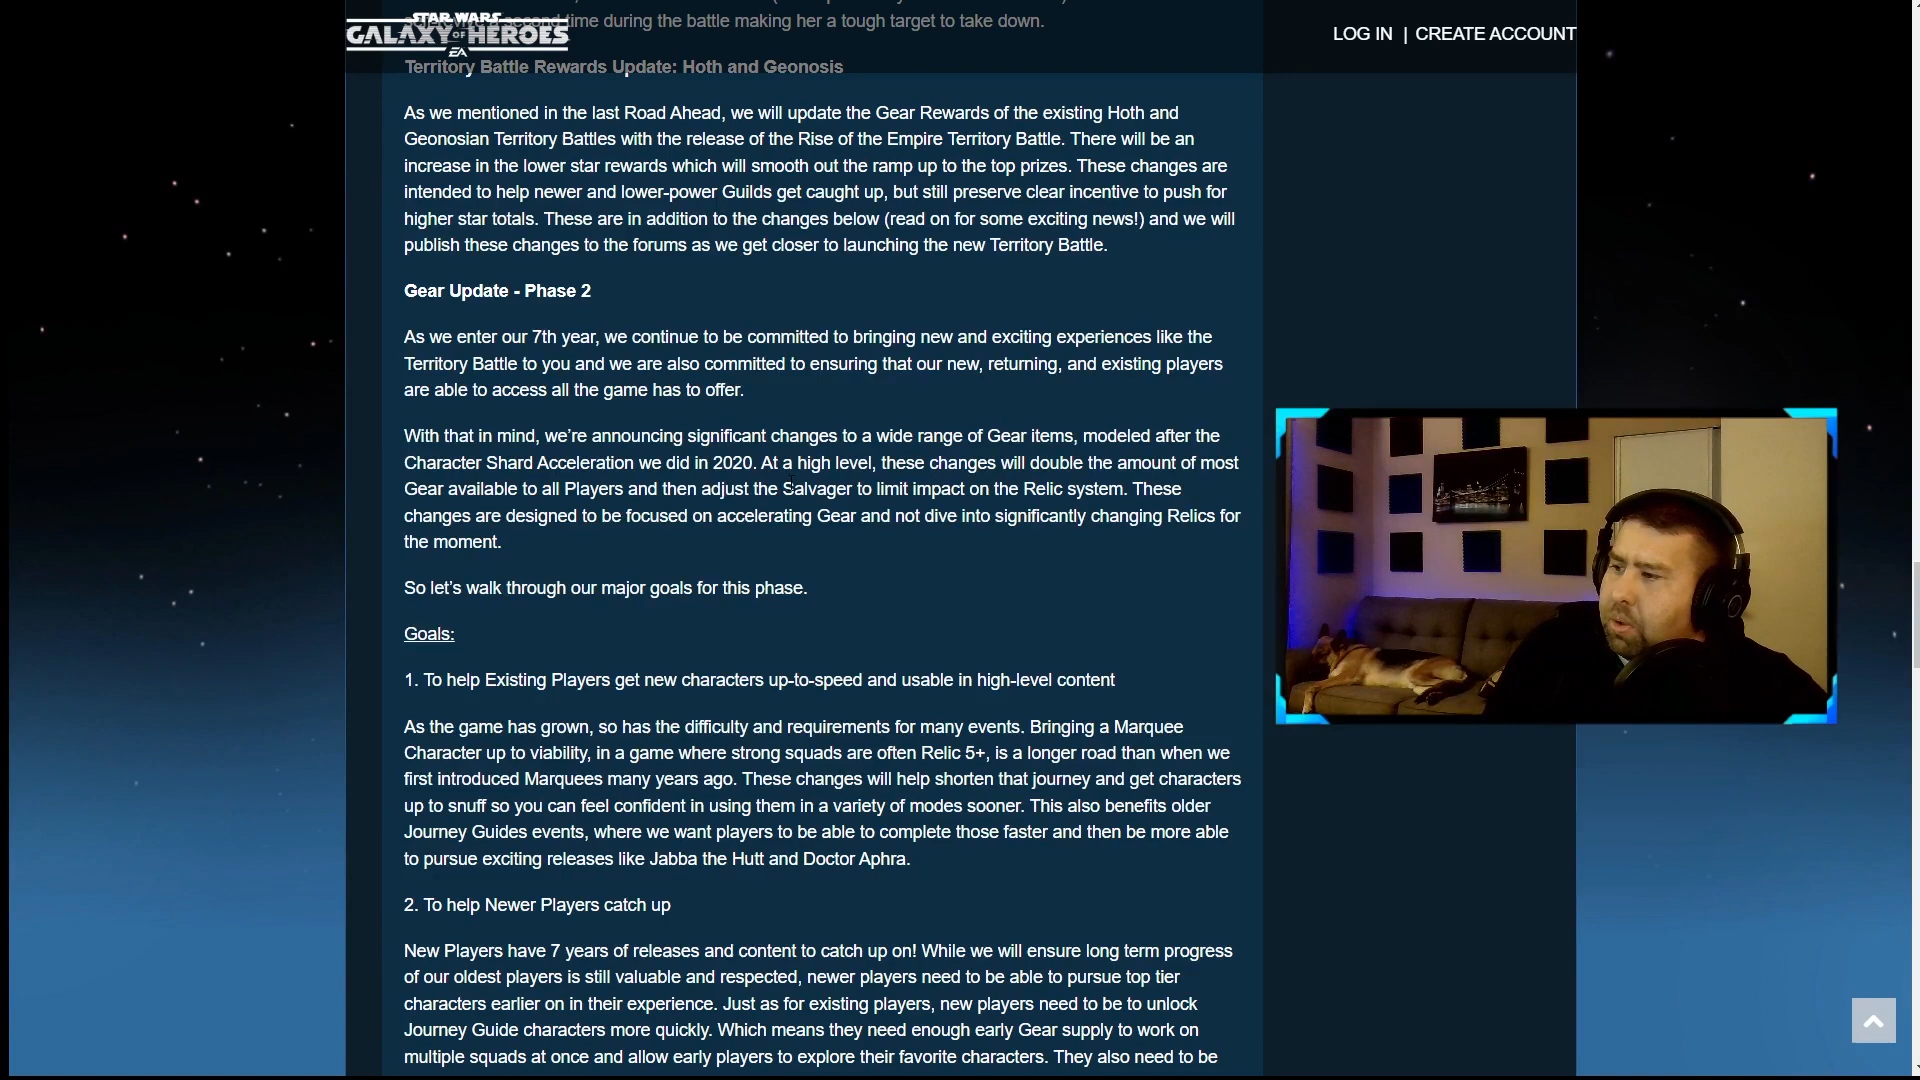 time during the battle making her a tough target to take down.
STAR WARS
GALAXY OF HEROES
EA
LOG IN | CREATE ACCOUNT
Territory Battle Rewards Update: Hoth and Geonosis
As we mentioned in the last Road Ahead, we will update the Gear Rewards of the existing Hoth and
Geonosian Territory Battles with the release of the Rise of the Empire Territory Battle. There will be an
increase in the lower star rewards which will smooth out the ramp up to the top prizes. These changes are
intended to help newer and lower-power Guilds get caught up, but still preserve clear incentive to push for
higher star totals. These are in addition to the changes below (read on for some exciting news!) and we will
publish these changes to the forums as we get closer to launching the new Territory Battle.
Gear Update - Phase 2
As we enter our 7th year, we continue to be committed to bringing new and exciting experiences like the
Territory Battle to you and we are also committed to ensuring that our new, returning, and existing players
are able to access all the game has to offer.
With that in mind, we’re announcing significant changes to a wide range of Gear items, modeled after the
Character Shard Acceleration we did in 2020. At a high level, these changes will double the amount of most
Gear available to all Players and then adjust the Salvager to limit impact on the Relic system. These
changes are designed to be focused on accelerating Gear and not dive into significantly changing Relics for
the moment.
So let’s walk through our major goals for this phase.
Goals:
1. To help Existing Players get new characters up-to-speed and usable in high-level content
As the game has grown, so has the difficulty and requirements for many events. Bringing a Marquee
Character up to viability, in a game where strong squads are often Relic 5+, is a longer road than when we
first introduced Marquees many years ago. These changes will help shorten that journey and get characters
up to snuff so you can feel confident in using them in a variety of modes sooner. This also benefits older
Journey Guides events, where we want players to be able to complete those faster and then be more able
to pursue exciting releases like Jabba the Hutt and Doctor Aphra.
2. To help Newer Players catch up
New Players have 7 years of releases and content to catch up on! While we will ensure long term progress
of our oldest players is still valuable and respected, newer players need to be able to pursue top tier
characters earlier on in their experience. Just as for existing players, new players need to be to unlock
Journey Guide characters more quickly. Which means they need enough early Gear supply to work on
multiple squads at once and allow early players to explore their favorite characters. They also need to be